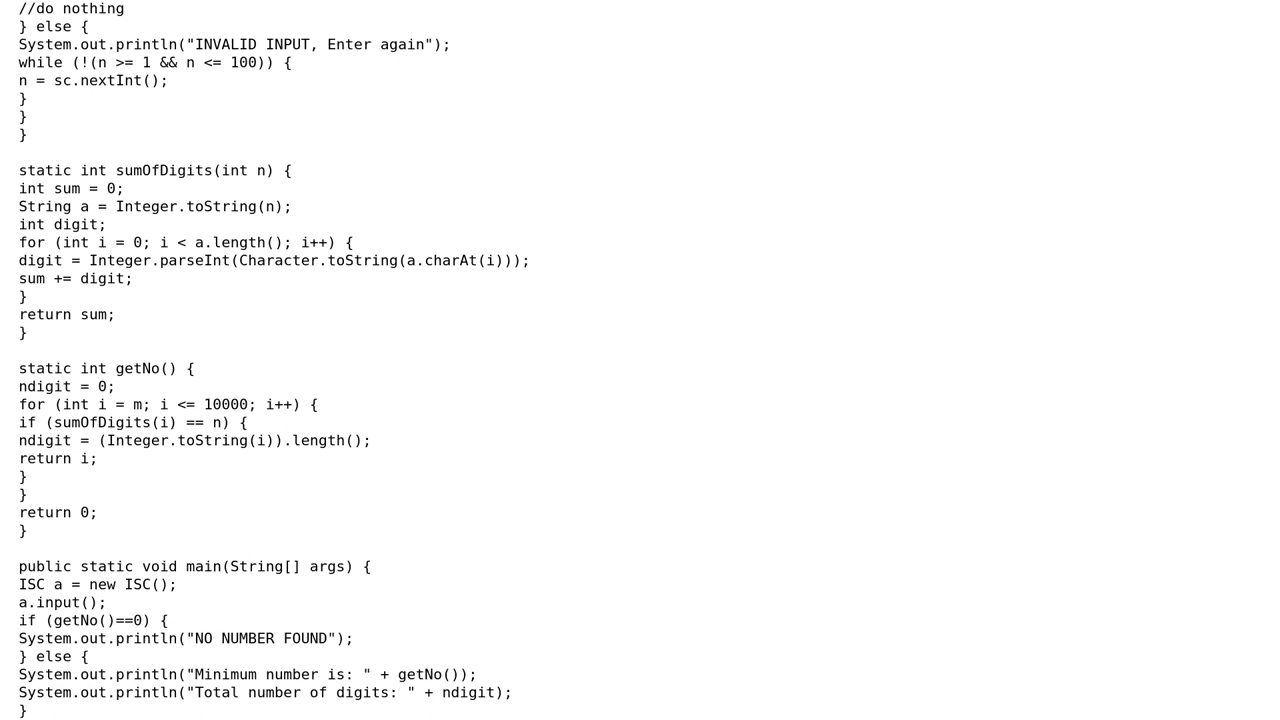 //do nothing
} else {
System.out.println("INVALID INPUT, Enter again");
while (!(n >= 1 && n <= 100)) {
n = sc.nextInt();
}
}
}
static int sumOfDigits(int n) {
int sum = 0;
String a = Integer.toString(n);
int digit;
for (int i = 0; i < a.length(); i++) {
digit = Integer.parseInt(Character.toString(a.charAt(i)));
sum += digit;
}
return sum;
}
static int getNo() {
ndigit = 0;
for (int i = m; i <= 10000; i++) {
if (sumOfDigits(i) == n) {
ndigit = (Integer.toString(i)).length();
return i;
}
}
return 0;
}
public static void main(String[] args) {
ISC a = new ISC();
a.input();
if (getNo()==0) {
System.out.println("NO NUMBER FOUND");
} else {
System.out.println("Minimum number is: " + getNo());
System.out.println("Total number of digits: " + ndigit);
}